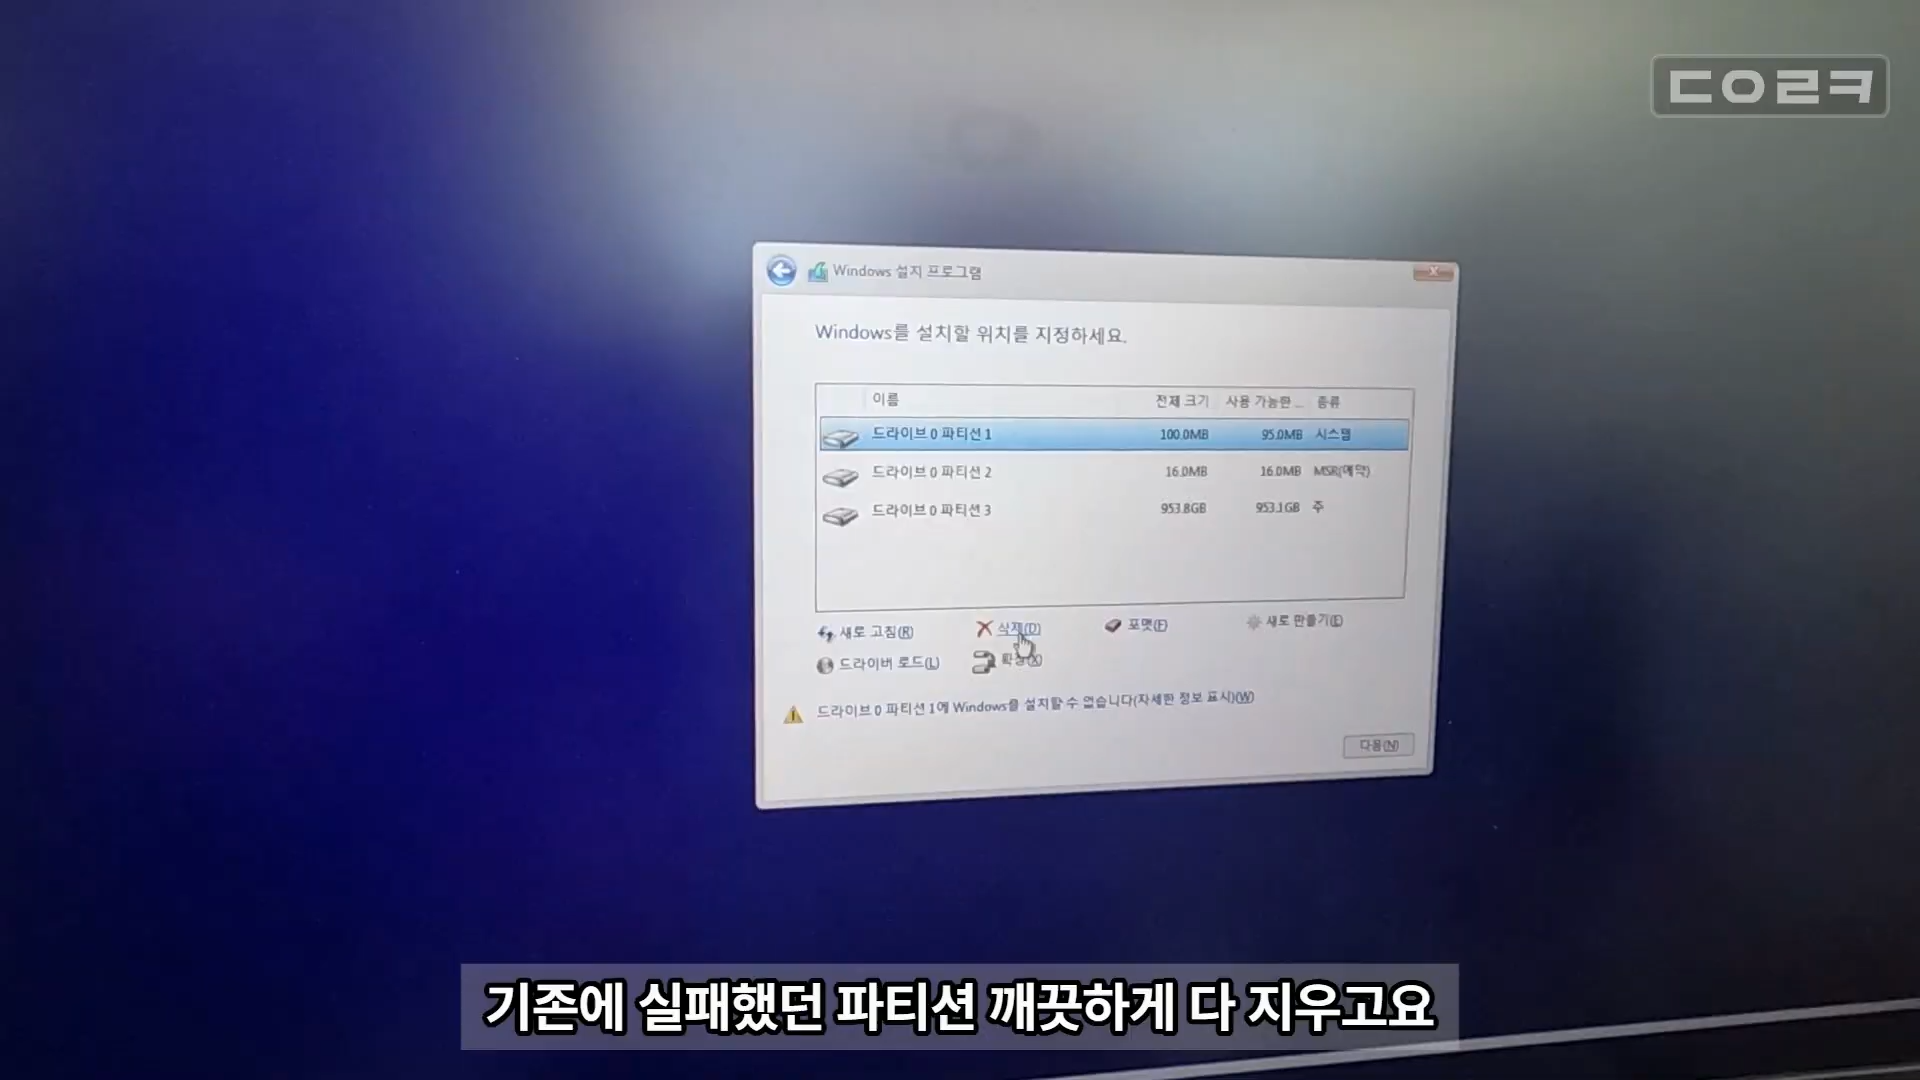 ㄷㅇㄹㅋ
Windows 설치 프로그램
Windows를 설치할 위치를 지정하세요.
이름 전체 크기 사용 가능한 ... 종류
드라이브 0 파티션 1 100.0MB 95.0MB 시스템
드라이브 0 파티션 2 16.0MB 16.0MB MSR(예약)
드라이브 0 파티션 3 953.8GB 953.1GB 주
새로 고침(R) 삭제(D) 포맷(F) 새로 만들기(E)
드라이버 로드(L) 확장(X)
드라이브 0 파티션 1에 Windows를 설치할 수 없습니다(자세한 정보 표시)(W)
다음(N)
기존에 실패했던 파티션 깨끗하게 다 지우고요